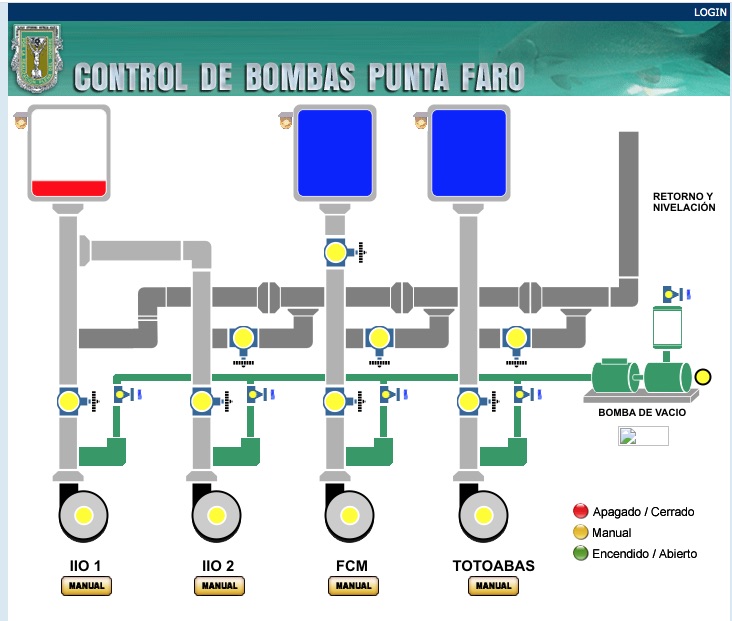 LOGIN
CONTROL DE BOMBAS PUNTA FARO
RETORNO Y
NIVELACIÓN
BOMBA DE VACIO
Apagado / Cerrado
Manual
Encendido / Abierto
IIO 1
IIO 2
FCM
TOTOABAS
MANUAL
MANUAL
MANUAL
MANUAL